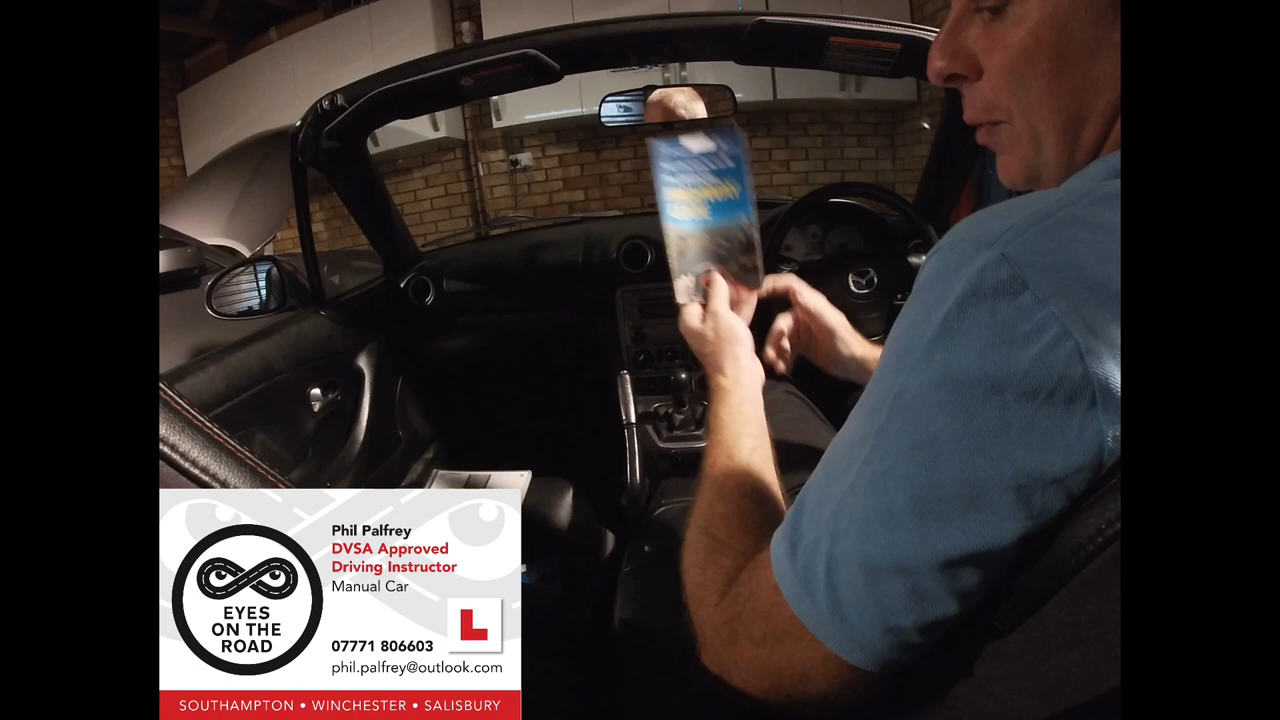 Phil Palfrey
DVSA Approved
Driving Instructor
Manual Car
EYES
ON THE
ROAD
L
07771 806603
phil.palfrey@outlook.com
SOUTHAMPTON • WINCHESTER • SALISBURY